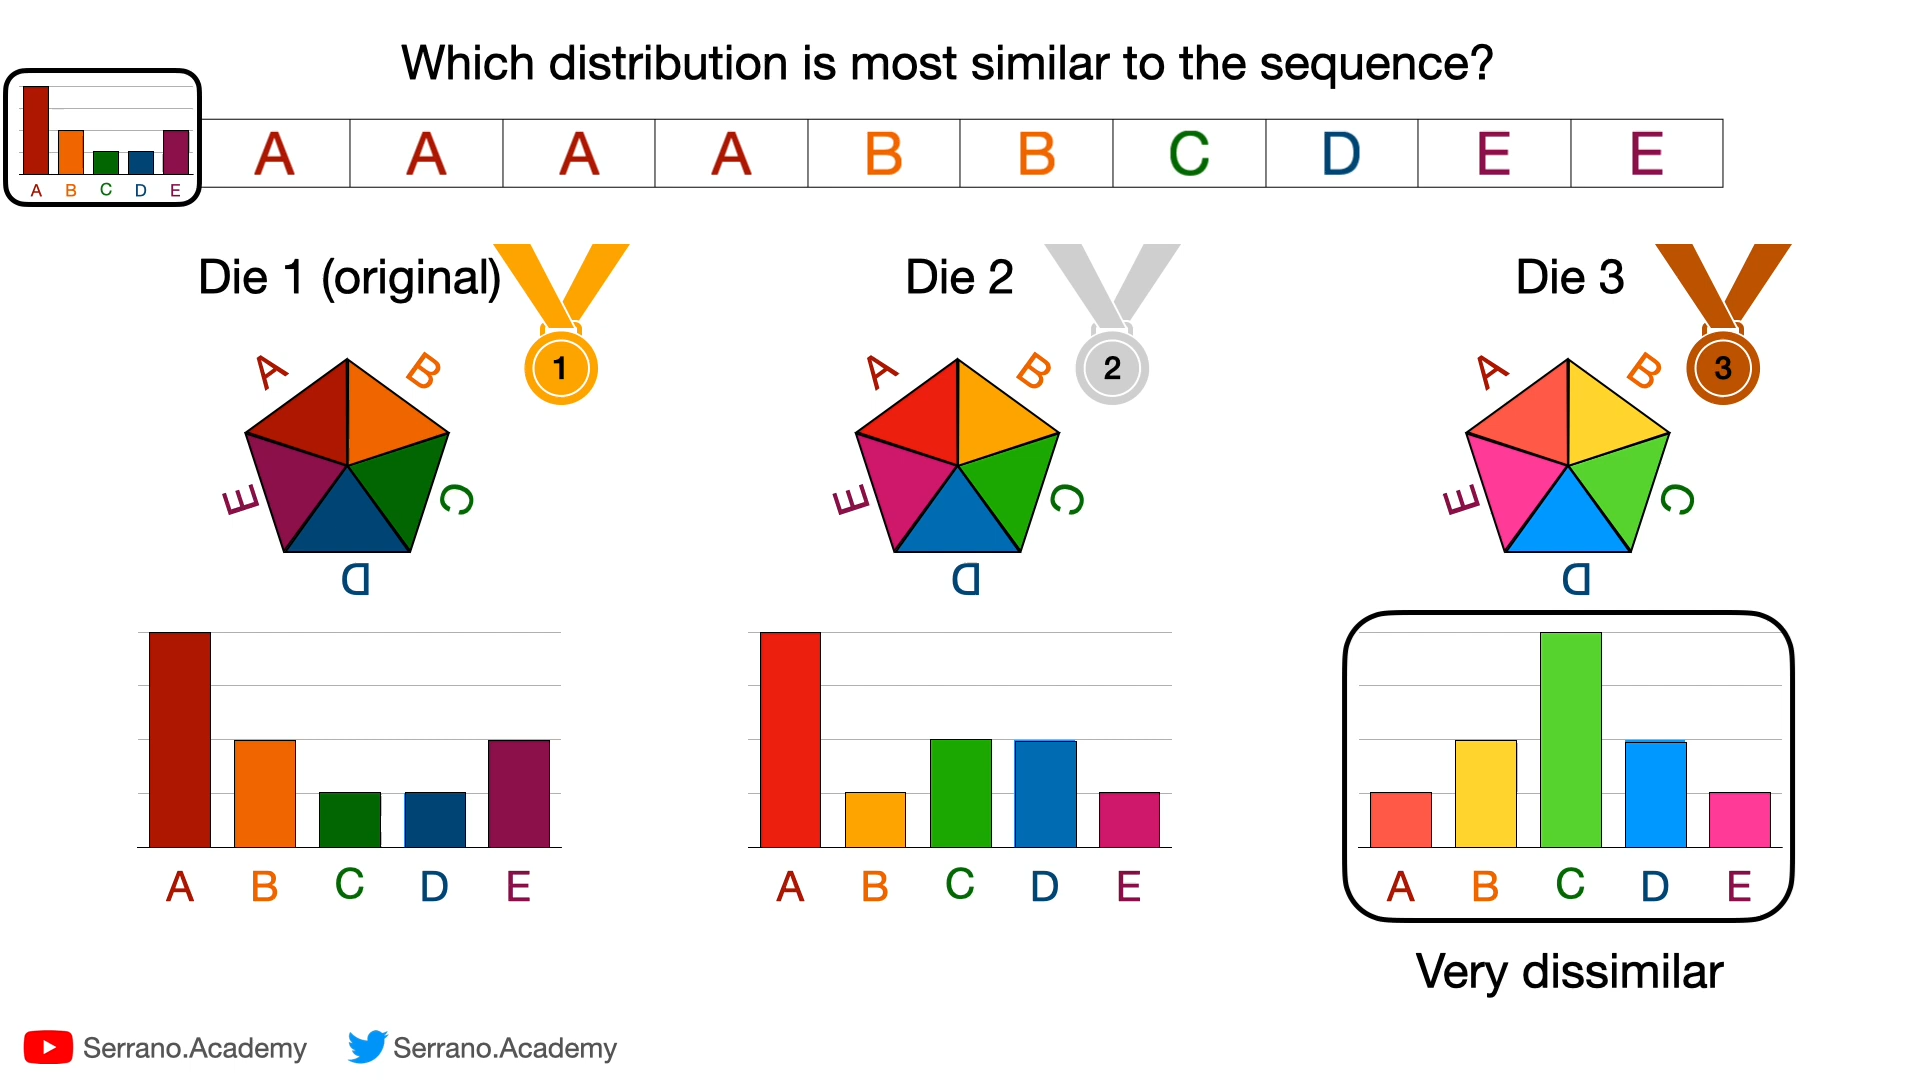 Which distribution is most similar to the sequence?
A B C D E
A A A A B B C D E E
Die 1 (original)
1
Die 2
2
Die 3
3
A B C D E
A B C D E
A B C D E
A B C D E
A B C D E
A B C D E
Very dissimilar
Serrano.Academy
Serrano.Academy